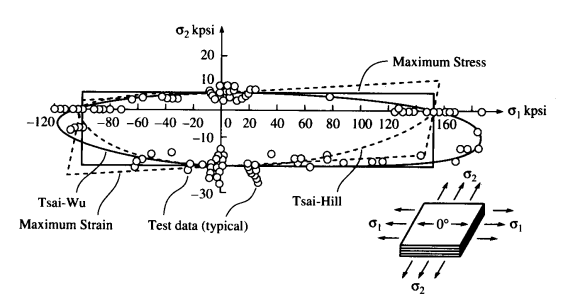 σ₂ kpsi
20
10
Maximum Stress
σ₁ kpsi
−120 −80 −60 −40 −20 0 20 40 60 80 100 120 160
−10
−30
Tsai-Wu
Maximum Strain
Test data (typical)
Tsai-Hill
σ₂
σ₁ 0° σ₁
σ₂